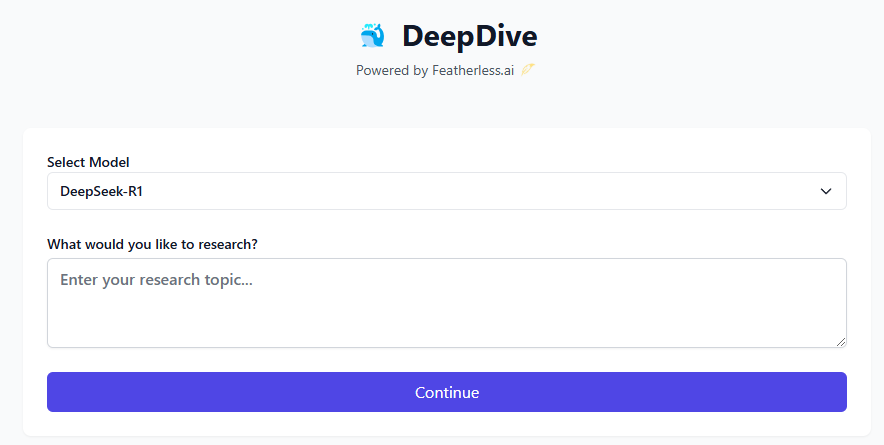 DeepDive
Powered by Featherless.ai
Select Model
DeepSeek-R1
What would you like to research?
Enter your research topic...
Continue